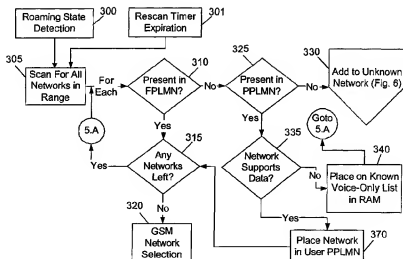 300
301
Roaming State
Detection
Rescan Timer
Expiration
305
Scan For All
Networks in
Range
For
Each
310
Present in
FPLMN?
No
325
Present in
PPLMN?
No
330
Add to Unknown
Network (Fig. 6)
5.A
Yes
Yes
Goto
5.A
315
Any
Networks
Left?
Yes
335
Network
Supports
Data?
No
340
Place on Known
Voice-Only List
in RAM
No
Yes
320
GSM
Network
Selection
Place Network
in User PPLMN
370